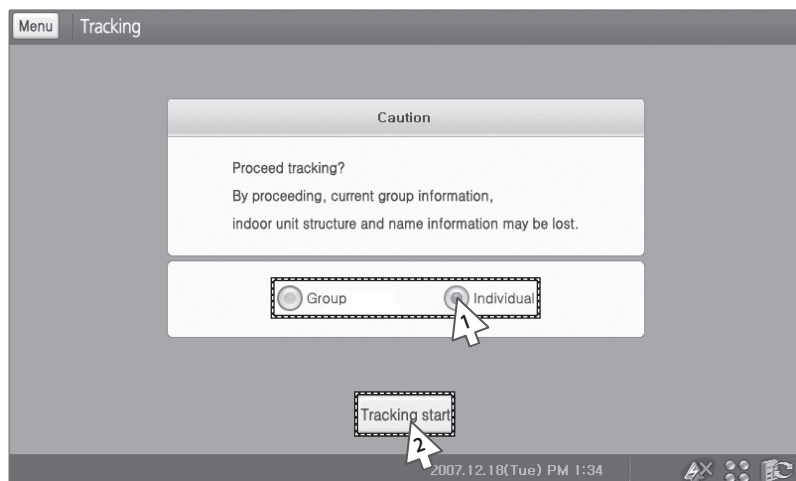 Menu Tracking
Caution
Proceed tracking?
By proceeding, current group information,
indoor unit structure and name information may be lost.
Group Individual
1
Tracking start
2
2007.12.18(Tue) PM 1:34